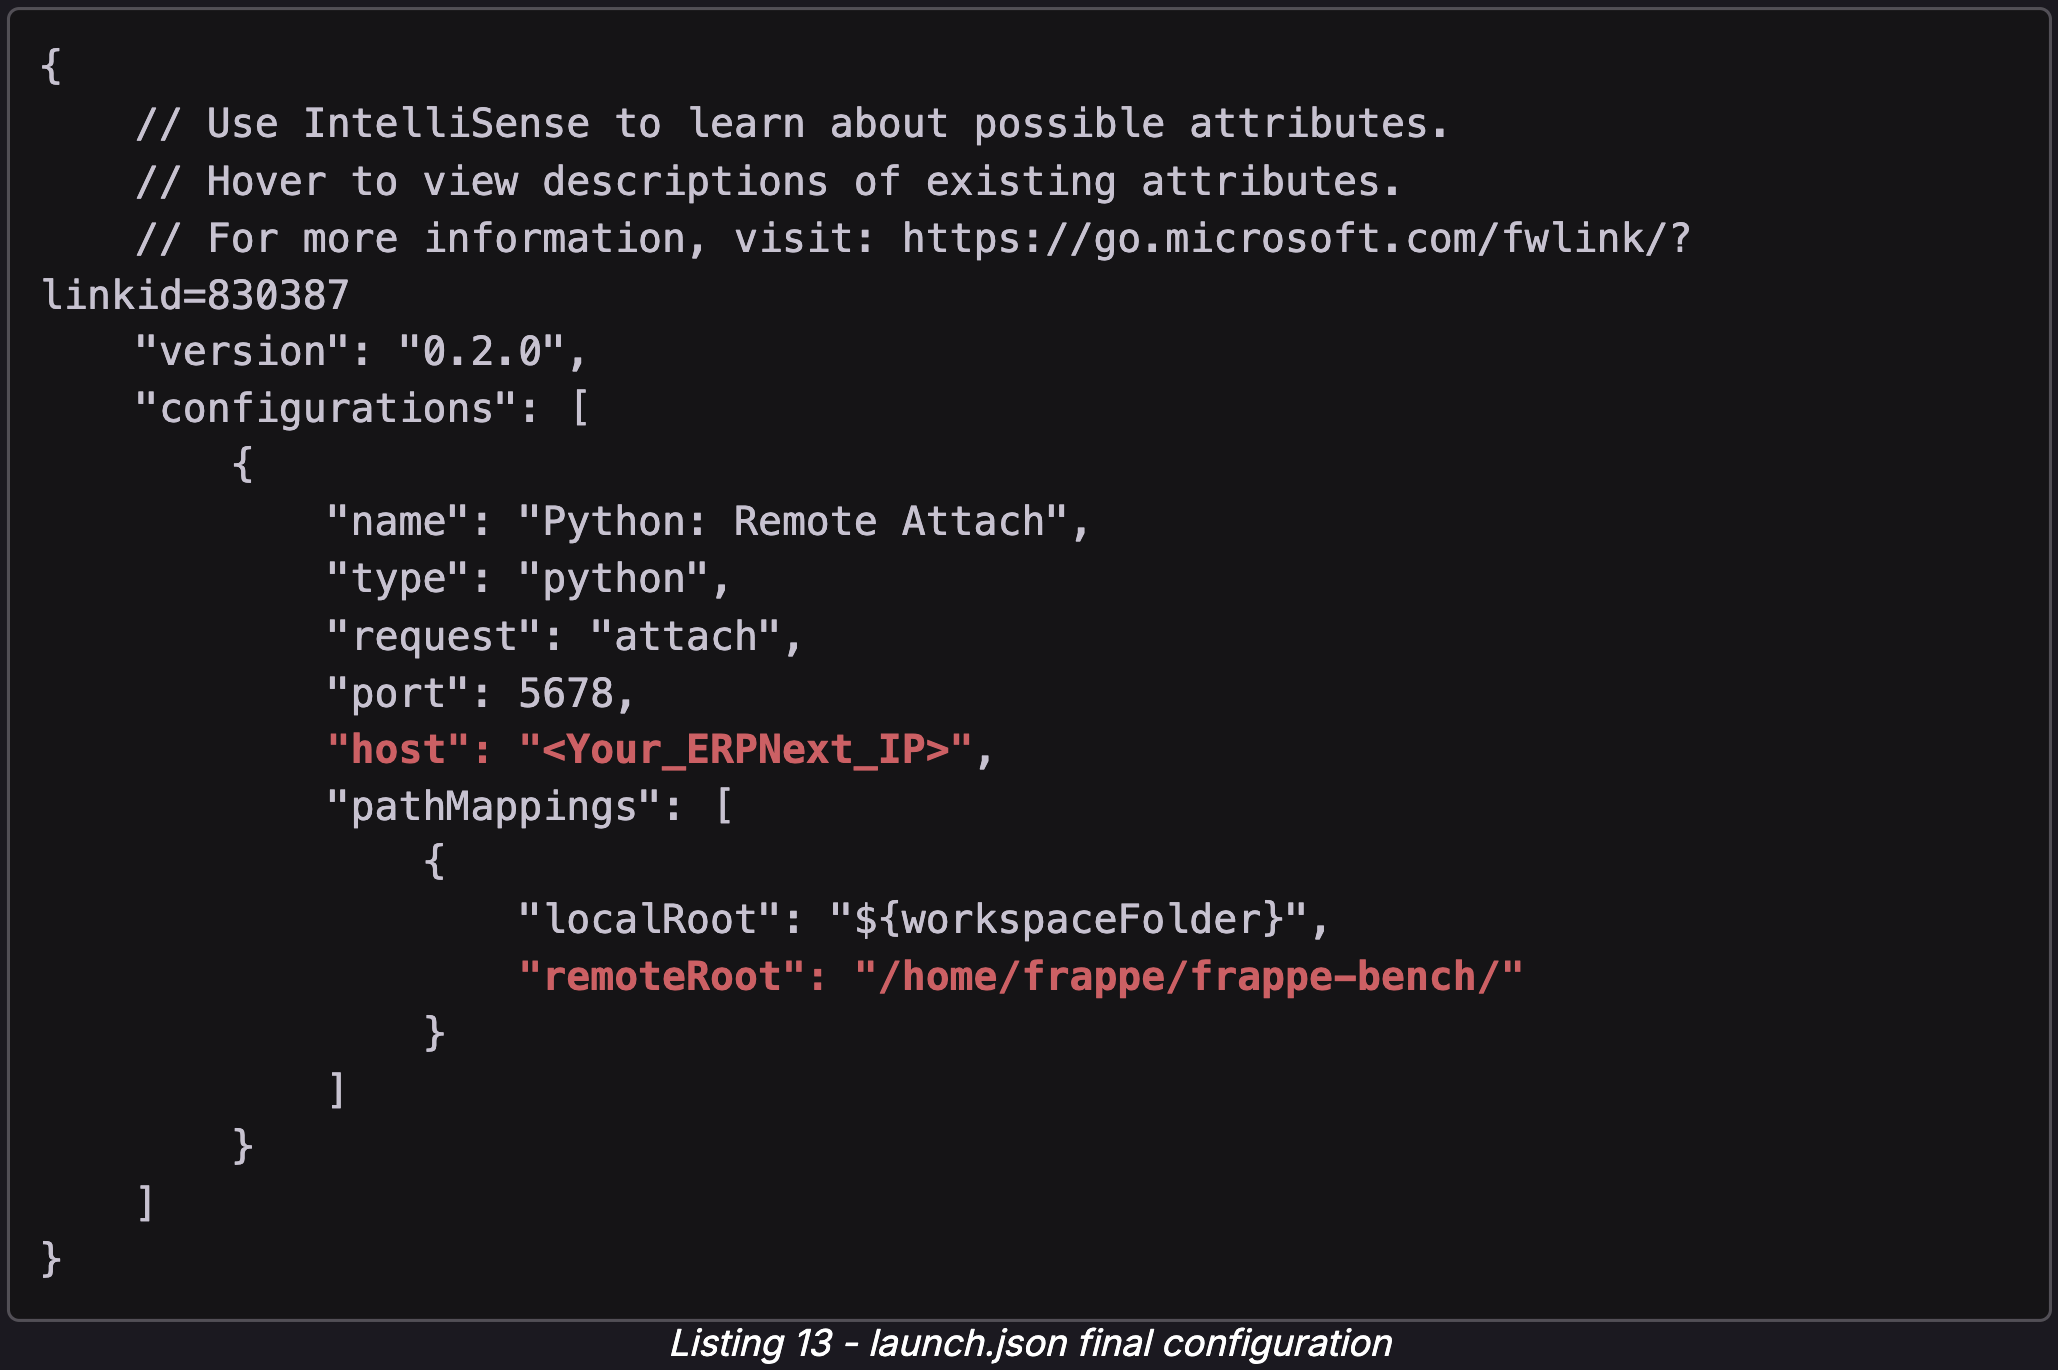 {
    // Use IntelliSense to learn about possible attributes.
    // Hover to view descriptions of existing attributes.
    // For more information, visit: https://go.microsoft.com/fwlink/?
linkid=830387
    "version": "0.2.0",
    "configurations": [
        {
            "name": "Python: Remote Attach",
            "type": "python",
            "request": "attach",
            "port": 5678,
            "host": "<Your_ERPNext_IP>",
            "pathMappings": [
                {
                    "localRoot": "${workspaceFolder}",
                    "remoteRoot": "/home/frappe/frappe-bench/"
                }
            ]
        }
    ]
}
Listing 13 - launch.json final configuration